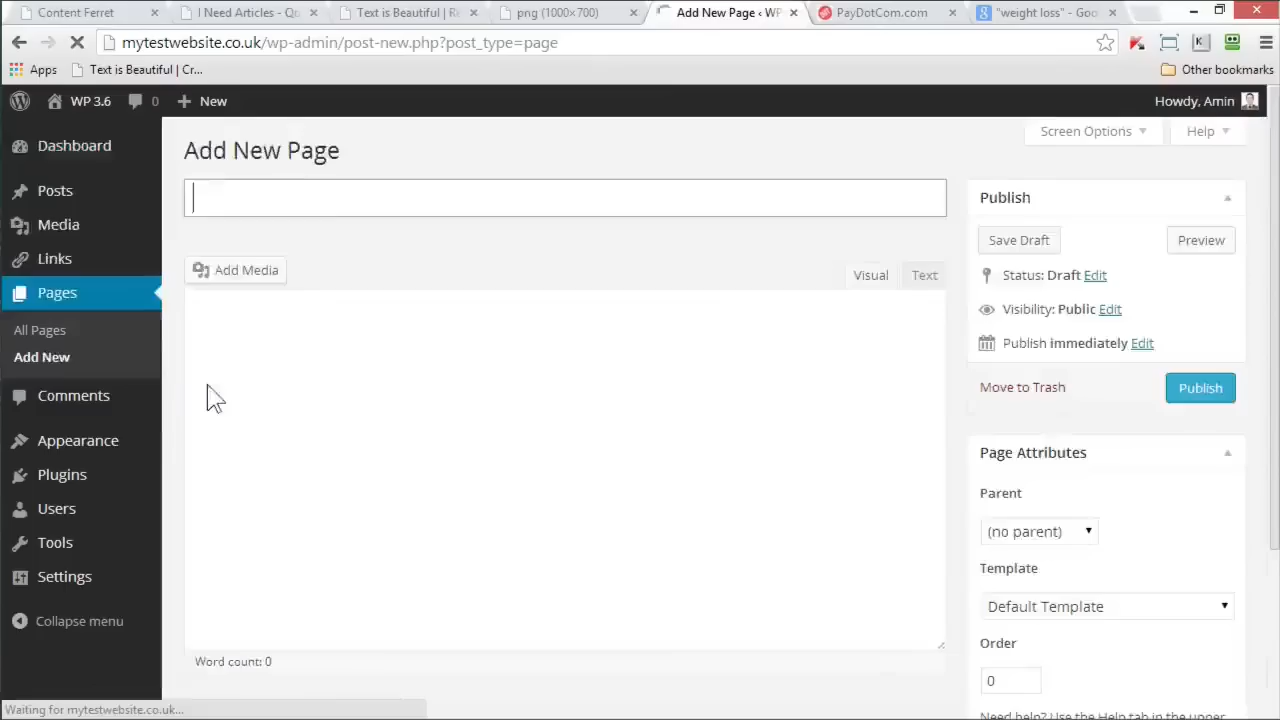 Content Ferret
I Need Articles - Qu
Text is Beautiful | Re
png (1000×700)
Add New Page ‹ WP
PayDotCom.com
"weight loss" - Goo
mytestwebsite.co.uk/wp-admin/post-new.php?post_type=page
Apps
Text is Beautiful | Cr...
Other bookmarks
WP 3.6
0
New
Howdy, Amin
Screen Options
Help
Dashboard
Posts
Media
Links
Pages
All Pages
Add New
Comments
Appearance
Plugins
Users
Tools
Settings
Collapse menu
Add New Page
Add Media
Visual
Text
Word count: 0
Publish
Save Draft
Preview
Status: Draft Edit
Visibility: Public Edit
Publish immediately Edit
Move to Trash
Publish
Page Attributes
Parent
(no parent)
Template
Default Template
Order
0
Need help? Use the Help tab in the upper
Waiting for mytestwebsite.co.uk...